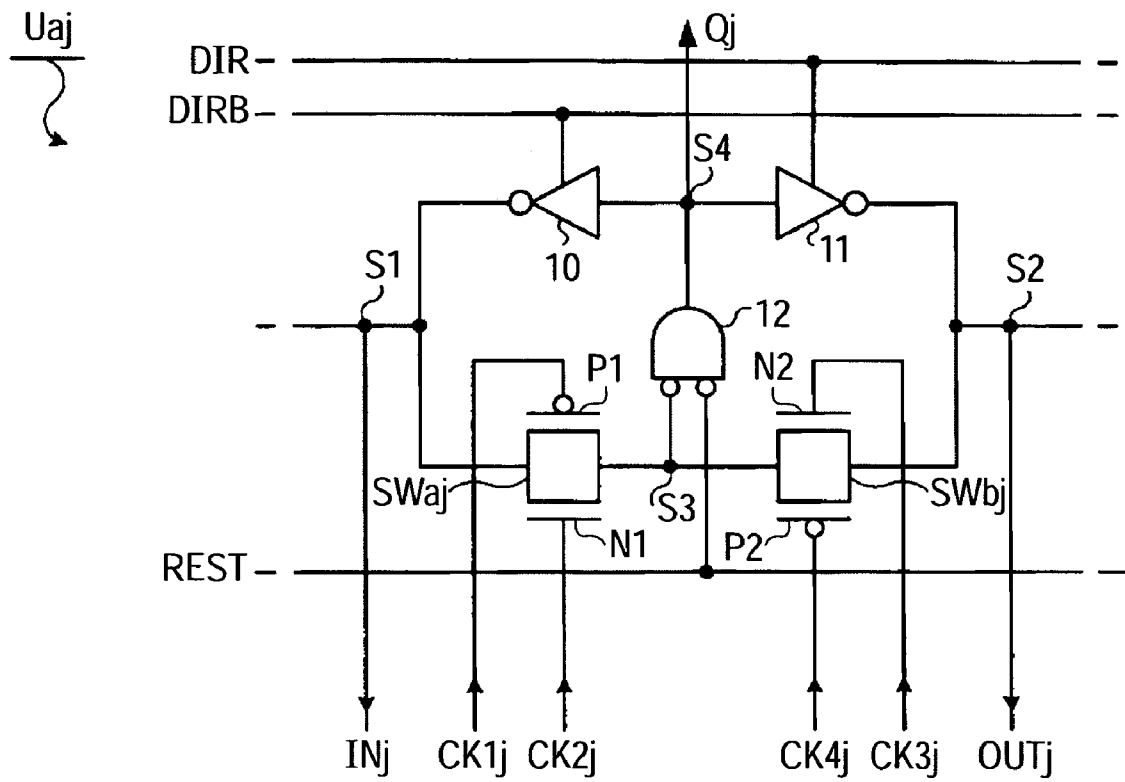 Uaj
Qj
DIR
DIRB
S4
10
11
S1
S2
12
P1
N2
SWaj
S3
SWbj
N1
P2
REST
INj
CK1j
CK2j
CK4j
CK3j
OUTj